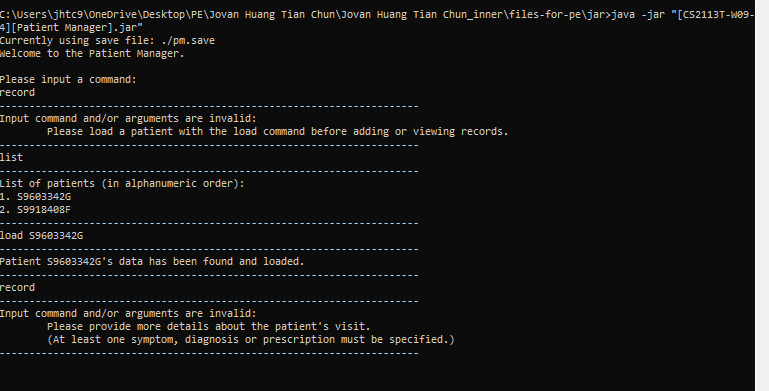 C:\Users\jhtc9\OneDrive\Desktop\PE\Jovan Huang Tian Chun\Jovan Huang Tian Chun_inner\files-for-pe\jar>java -jar "[CS2113T-W09-
4][Patient Manager].jar"
Currently using save file: ./pm.save
Welcome to the Patient Manager.
Please input a command:
record
----------------------------------------------------------------------
Input command and/or arguments are invalid:
        Please load a patient with the load command before adding or viewing records.
----------------------------------------------------------------------
list
----------------------------------------------------------------------
List of patients (in alphanumeric order):
1. S9603342G
2. S9918408F
----------------------------------------------------------------------
load S9603342G
----------------------------------------------------------------------
Patient S9603342G's data has been found and loaded.
----------------------------------------------------------------------
record
----------------------------------------------------------------------
Input command and/or arguments are invalid:
        Please provide more details about the patient's visit.
        (At least one symptom, diagnosis or prescription must be specified.)
----------------------------------------------------------------------